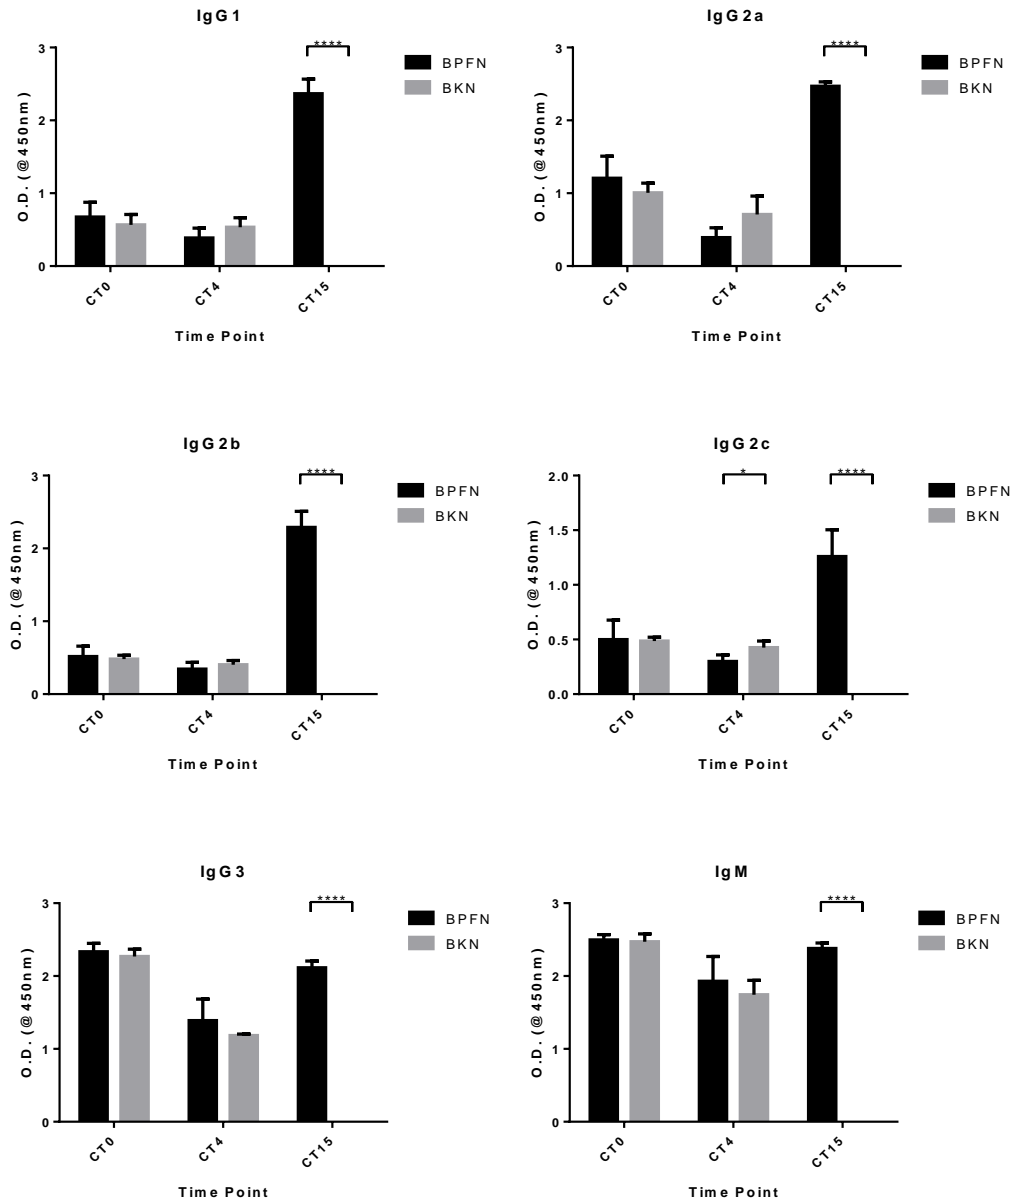 IgG1
3
2
1
0
O.D. (@450nm)
****
BPFN
BKN
CT0
CT4
CT15
Time Point
IgG2a
3
2
1
0
O.D. (@450nm)
****
BPFN
BKN
CT0
CT4
CT15
Time Point
IgG2b
3
2
1
0
O.D. (@450nm)
****
BPFN
BKN
CT0
CT4
CT15
Time Point
IgG2c
2.0
1.5
1.0
0.5
0.0
O.D. (@450nm)
* ****
BPFN
BKN
CT0
CT4
CT15
Time Point
IgG3
3
2
1
0
O.D. (@450nm)
****
BPFN
BKN
CT0
CT4
CT15
Time Point
IgM
3
2
1
0
O.D. (@450nm)
****
BPFN
BKN
CT0
CT4
CT15
Time Point